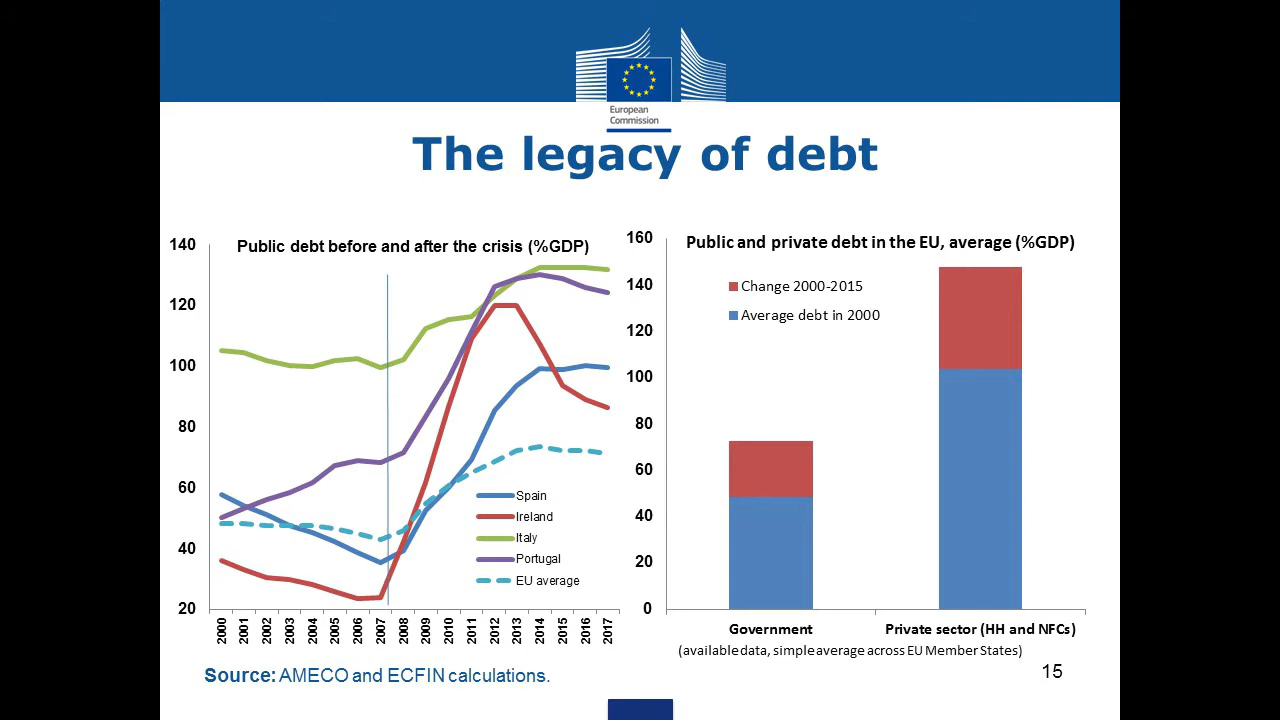 European
Commission
The legacy of debt
Public debt before and after the crisis (%GDP)
140
120
100
80
60
40
20
Spain
Ireland
Italy
Portugal
EU average
2000
2001
2002
2003
2004
2005
2006
2007
2008
2009
2010
2011
2012
2013
2014
2015
2016
2017
Public and private debt in the EU, average (%GDP)
160
140
120
100
80
60
40
20
0
Change 2000-2015
Average debt in 2000
Government
Private sector (HH and NFCs)
(available data, simple average across EU Member States)
Source: AMECO and ECFIN calculations.
15